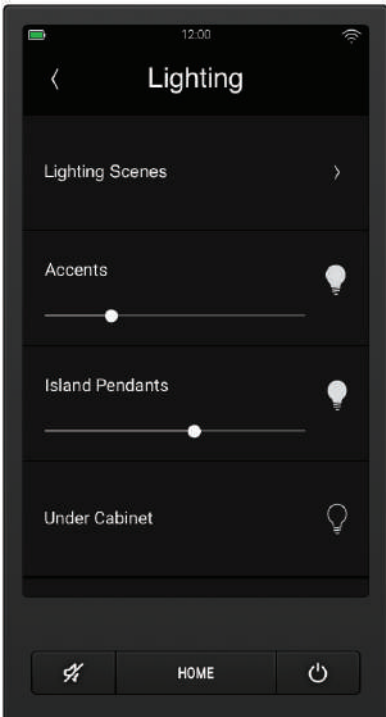 12:00
Lighting
Lighting Scenes
Accents
Island Pendants
Under Cabinet
HOME